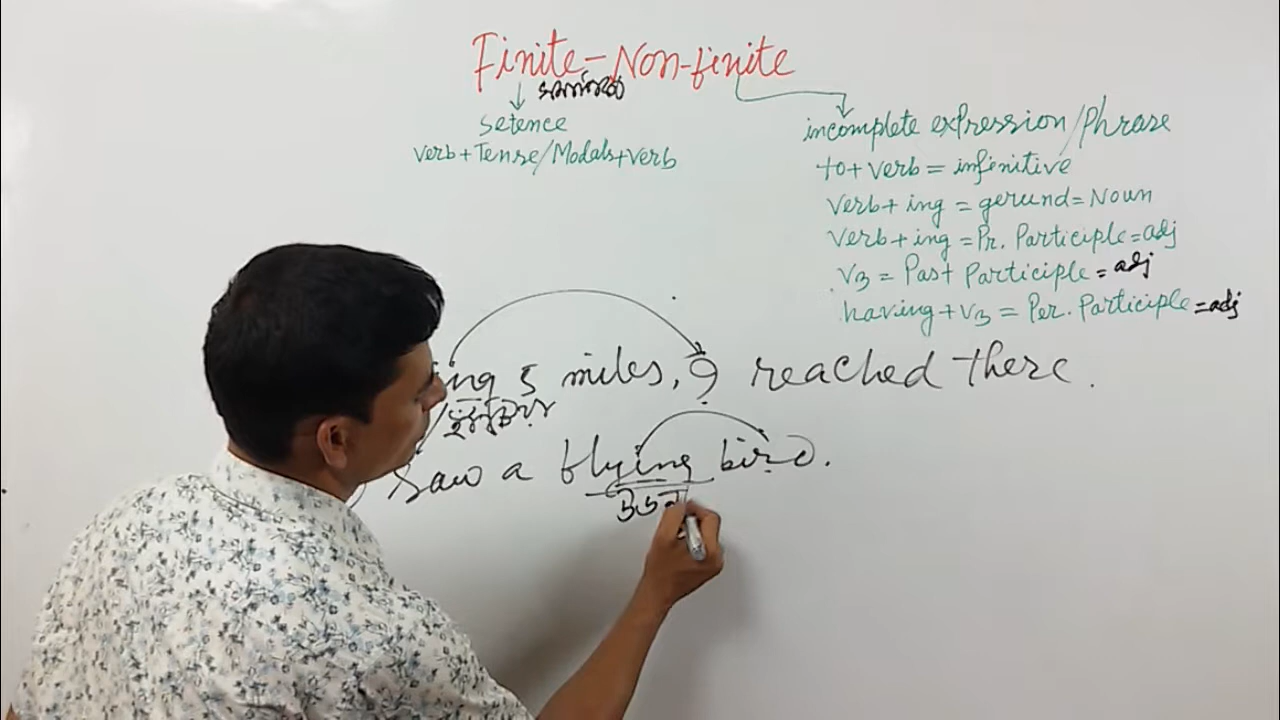 Finite-Non-finite
setence
verb+Tense/Modals+verb
incomplete expression/Phrase
to+verb = infinitive
verb+ing = gerund=Noun
verb+ing =Pr. Participle=adj
v3 = Past Participle=adj
having+v3 = Per. Participle=adj
ing 5 miles, I reached there.
saw a flying bird.